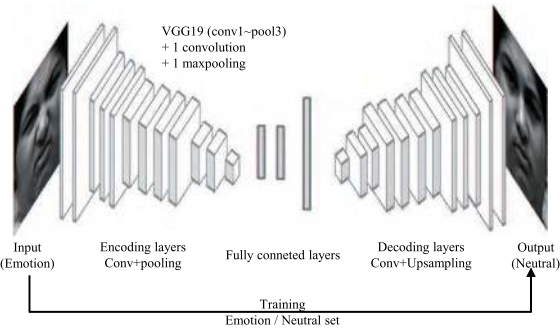 VGG19 (conv1~pool3)
+ 1 convolution
+ 1 maxpooling
Input
(Emotion)
Encoding layers
Conv+pooling
Fully conneted layers
Decoding layers
Conv+Upsampling
Output
(Neutral)
Training
Emotion / Neutral set